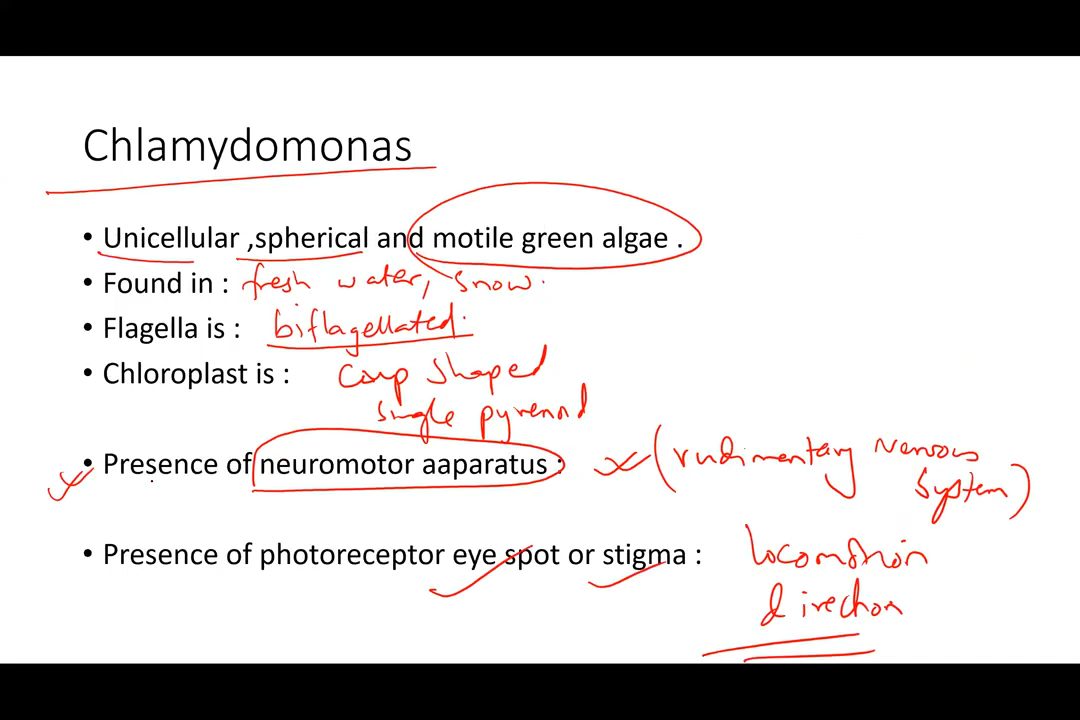 Chlamydomonas
• Unicellular ,spherical and motile green algae .
• Found in : fresh water, snow.
• Flagella is : biflagellated.
• Chloroplast is : cup shaped
single pyrenoid
• Presence of neuromotor aaparatus : (rudimentary nervous
system)
• Presence of photoreceptor eye spot or stigma : locomotion
direction